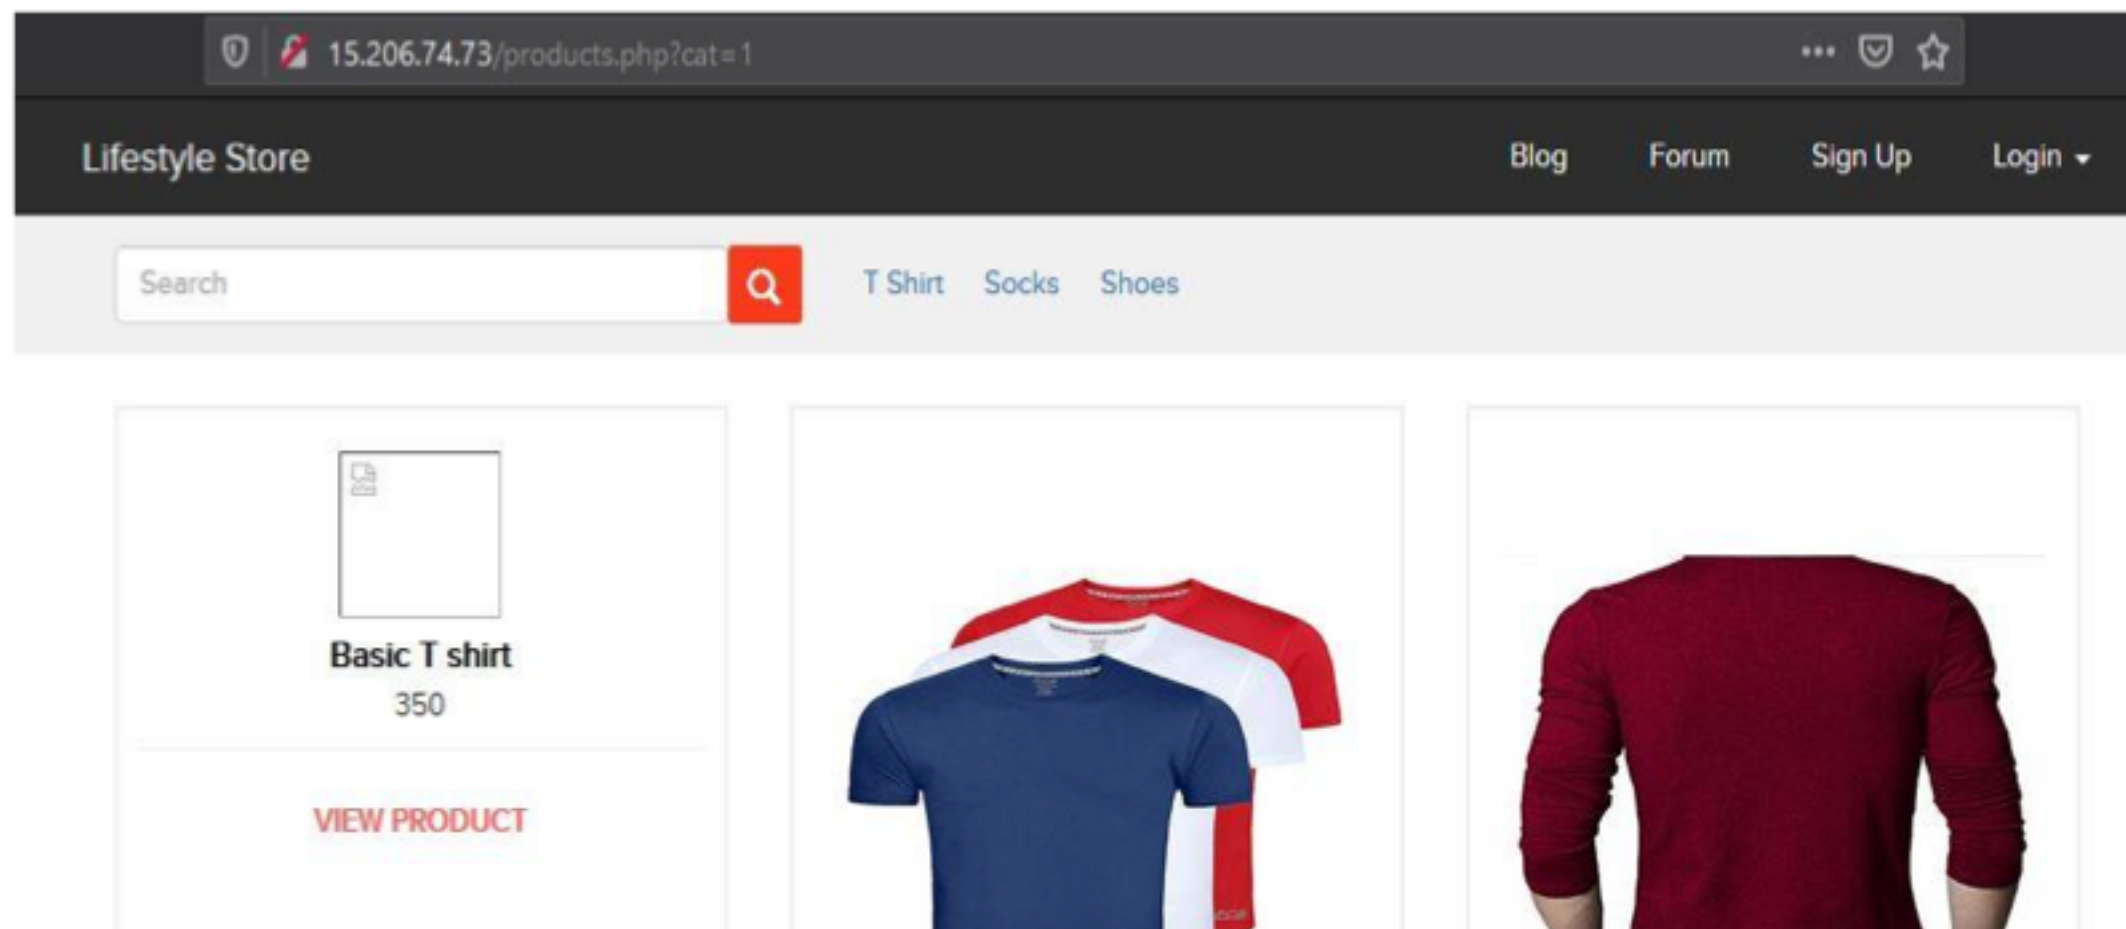 15.206.74.73/products.php?cat=1
Lifestyle Store
Blog Forum Sign Up Login
Search
T Shirt Socks Shoes
Basic T shirt
350
VIEW PRODUCT